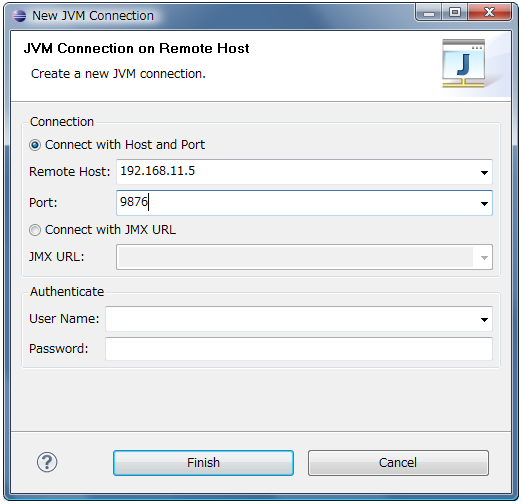 New JVM Connection
JVM Connection on Remote Host
Create a new JVM connection.
J
Connection
Connect with Host and Port
Remote Host: 192.168.11.5
Port: 9876
Connect with JMX URL
JMX URL:
Authenticate
User Name:
Password:
?
Finish Cancel